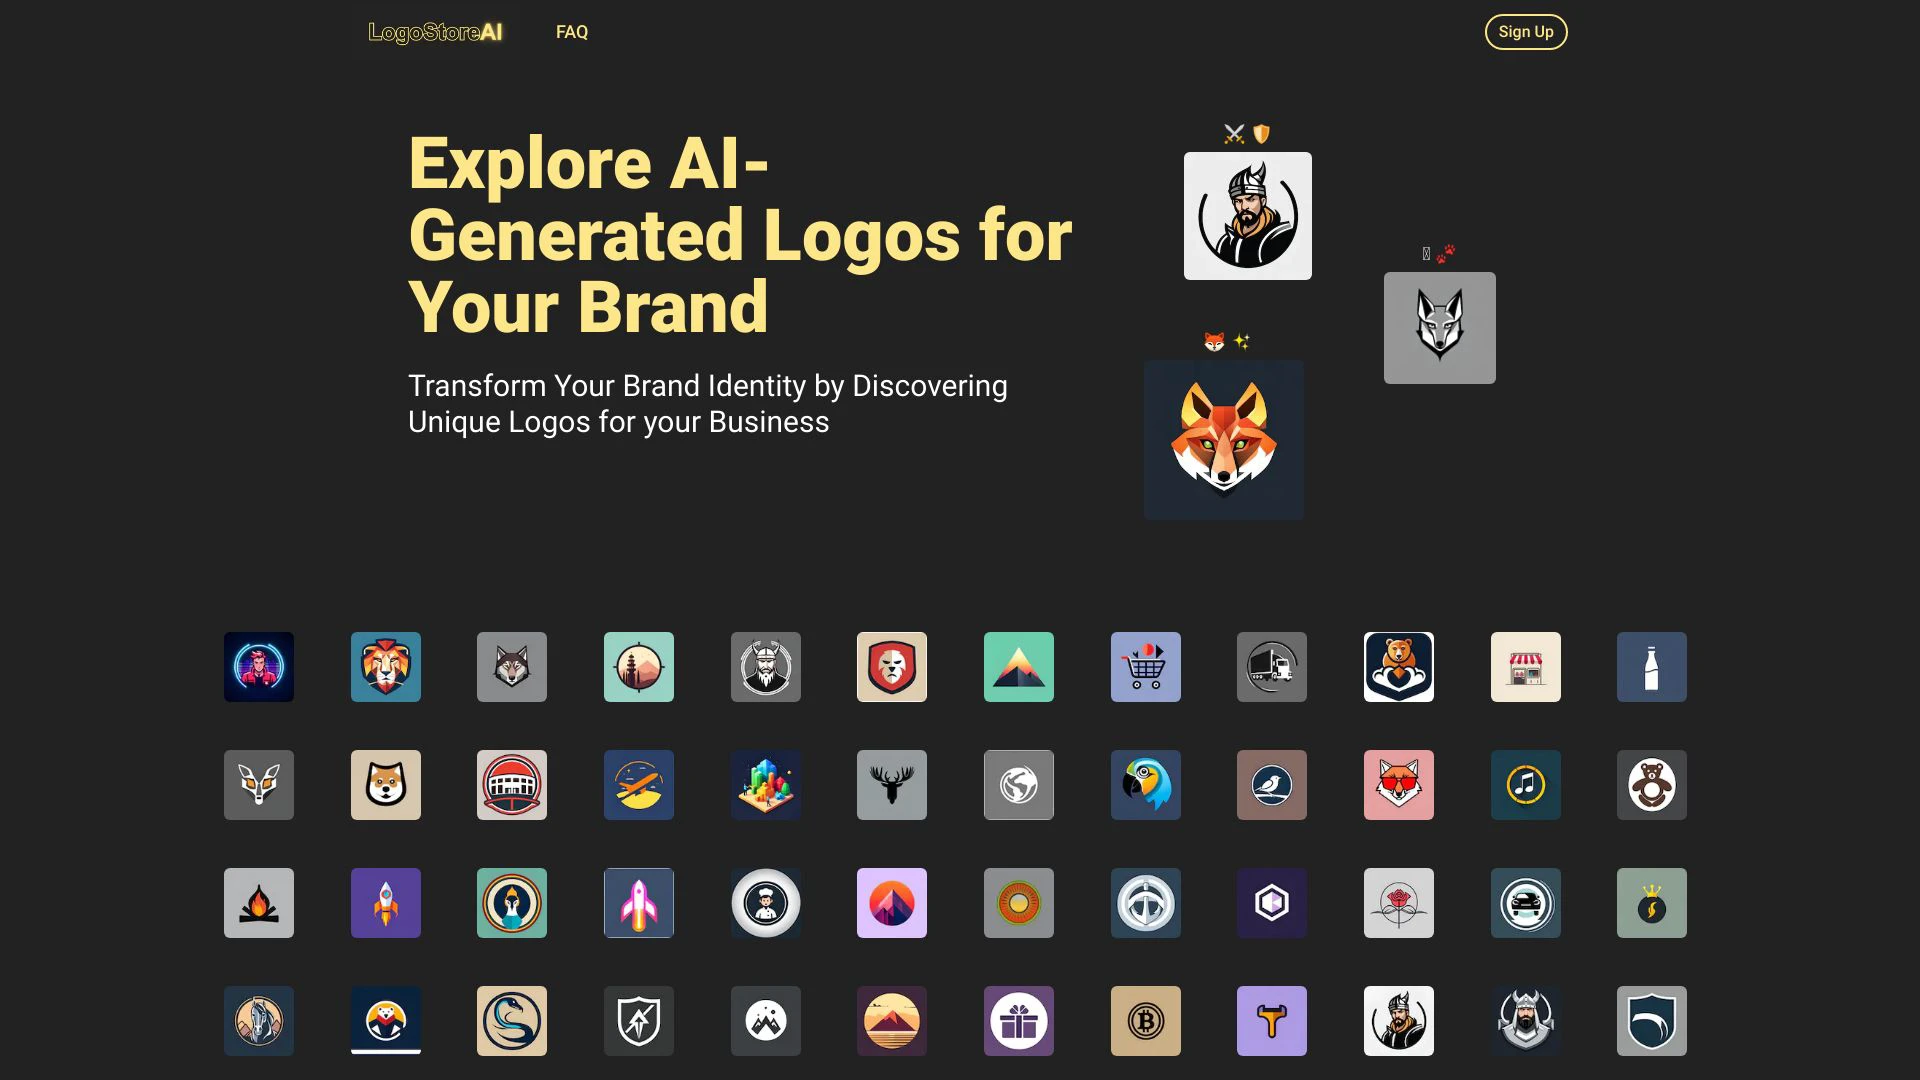 LogoStoreAI
FAQ
Sign Up
Explore AI-
Generated Logos for
Your Brand
Transform Your Brand Identity by Discovering
Unique Logos for your Business